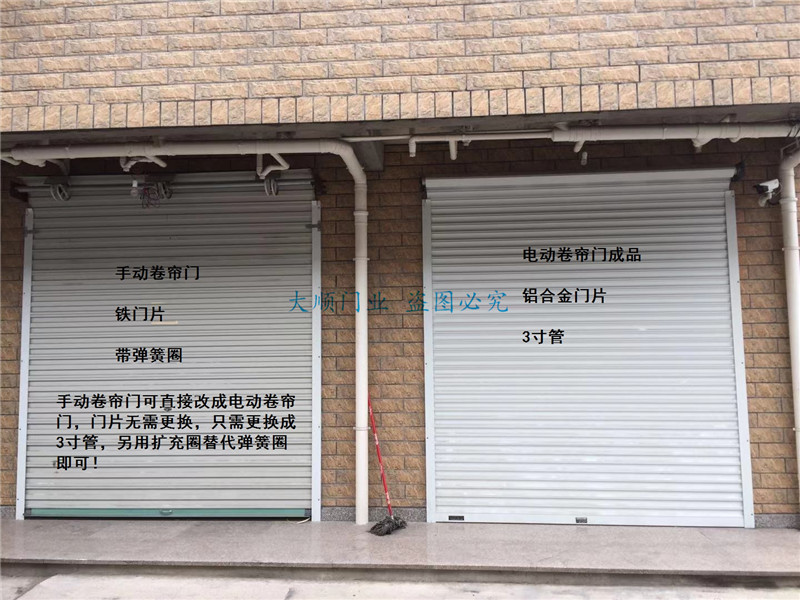 手动卷帘门
铁门片
带弹簧圈
手动卷帘门可直接改成电动卷帘
门，门片无需更换，只需更换成
3寸管，另用扩充圈替代弹簧圈
即可！
大顺门业 盗图必究
电动卷帘门成品
铝合金门片
3寸管